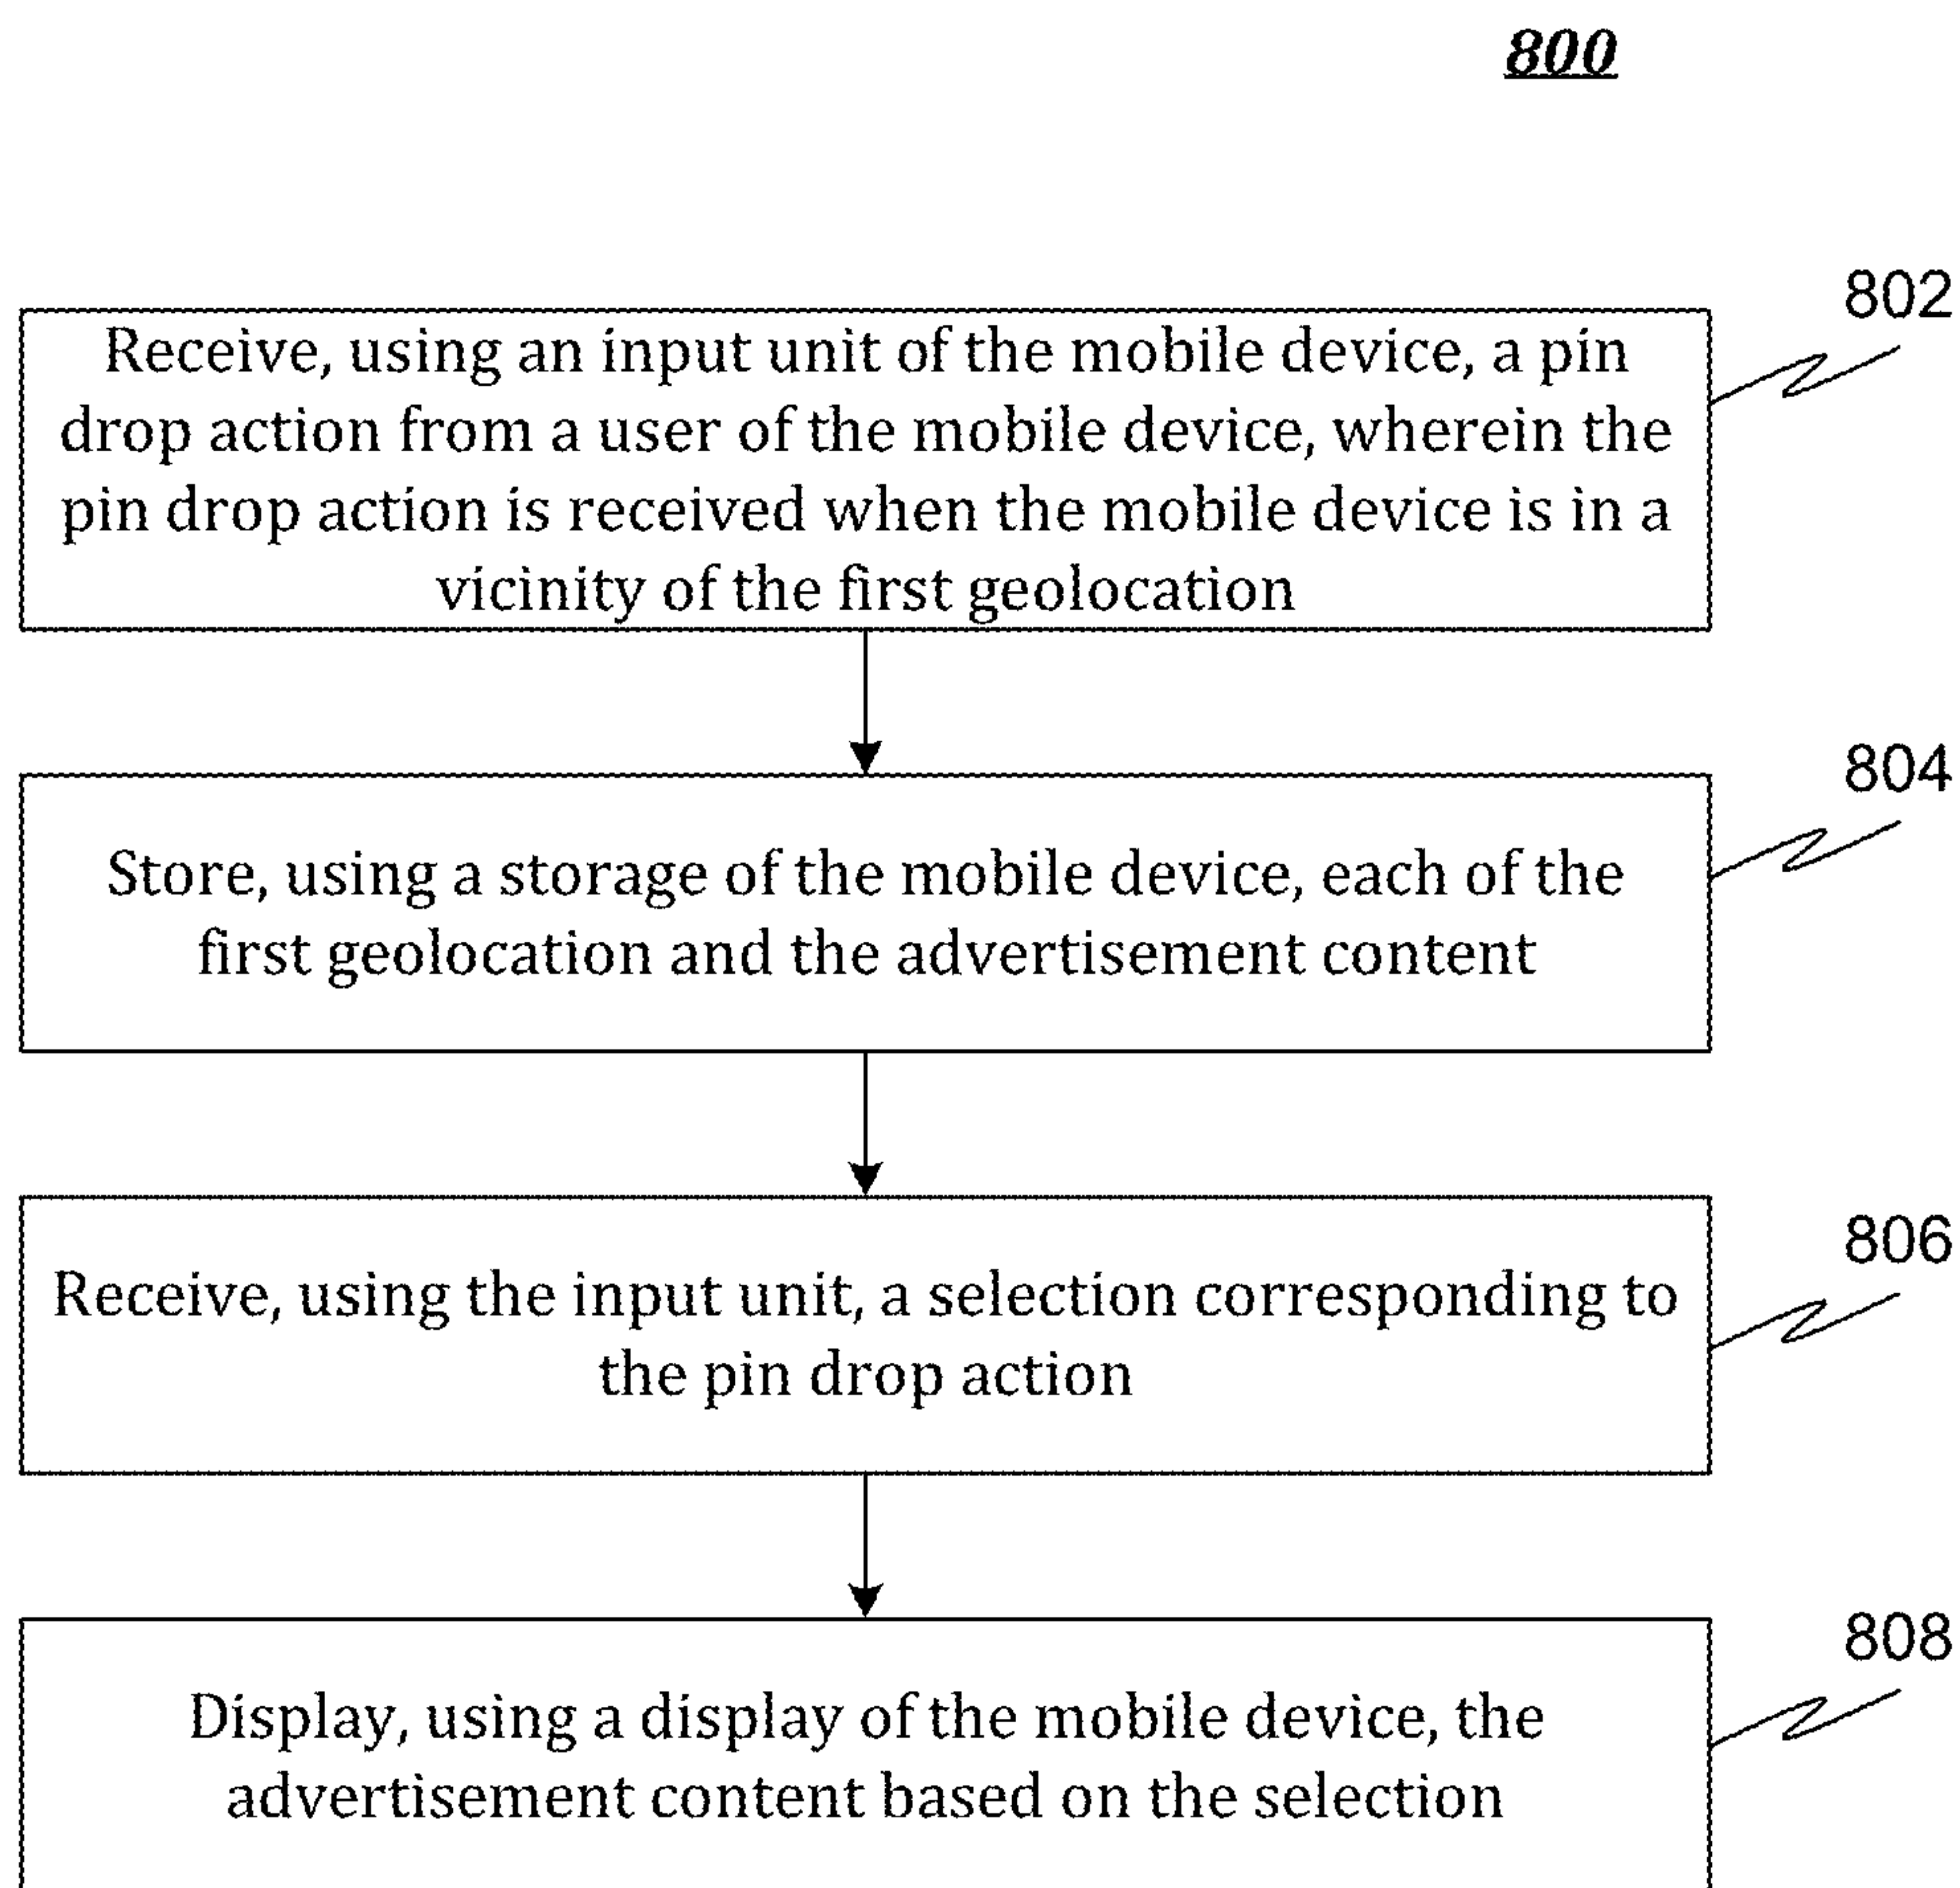 800
802
Receive, using an input unit of the mobile device, a pin
drop action from a user of the mobile device, wherein the
pin drop action is received when the mobile device is in a
vicinity of the first geolocation
804
Store, using a storage of the mobile device, each of the
first geolocation and the advertisement content
806
Receive, using the input unit, a selection corresponding to
the pin drop action
808
Display, using a display of the mobile device, the
advertisement content based on the selection